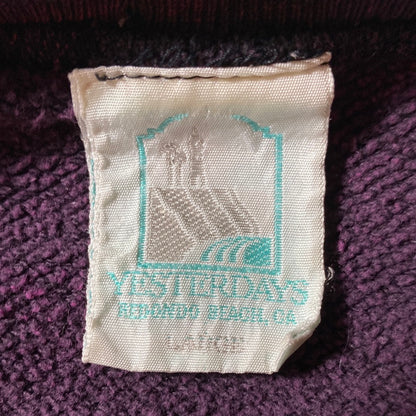 YESTERDAYS
REDONDO BEACH, CA
LARGE